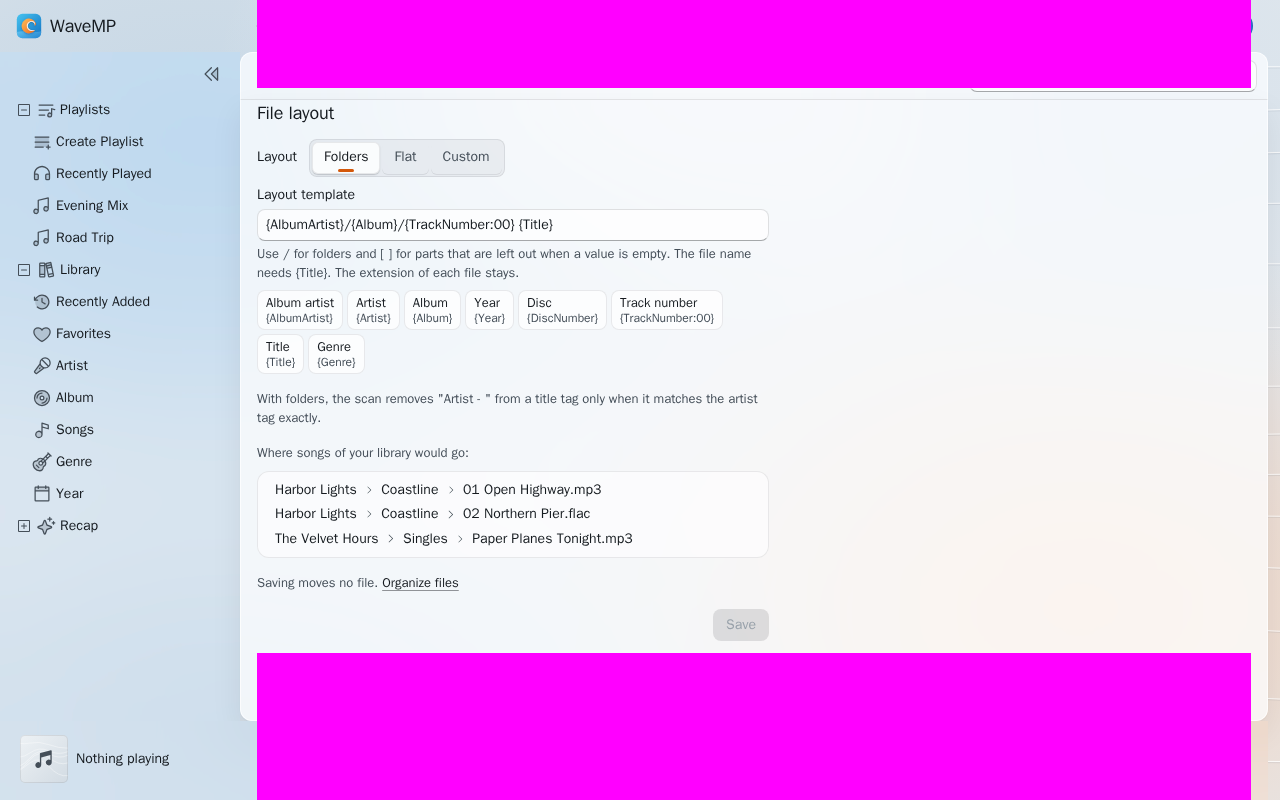 WaveMP
Playlists
Create Playlist
Recently Played
Evening Mix
Road Trip
Library
Recently Added
Favorites
Artist
Album
Songs
Genre
Year
Recap
Nothing playing
File layout
Layout Folders Flat Custom
Layout template
{AlbumArtist}/{Album}/{TrackNumber:00} {Title}
Use / for folders and [ ] for parts that are left out when a value is empty. The file name
needs {Title}. The extension of each file stays.
Album artist Artist Album Year Disc Track number
{AlbumArtist} {Artist} {Album} {Year} {DiscNumber} {TrackNumber:00}
Title Genre
{Title} {Genre}
With folders, the scan removes "Artist - " from a title tag only when it matches the artist
tag exactly.
Where songs of your library would go:
Harbor Lights > Coastline > 01 Open Highway.mp3
Harbor Lights > Coastline > 02 Northern Pier.flac
The Velvet Hours > Singles > Paper Planes Tonight.mp3
Saving moves no file. Organize files
Save